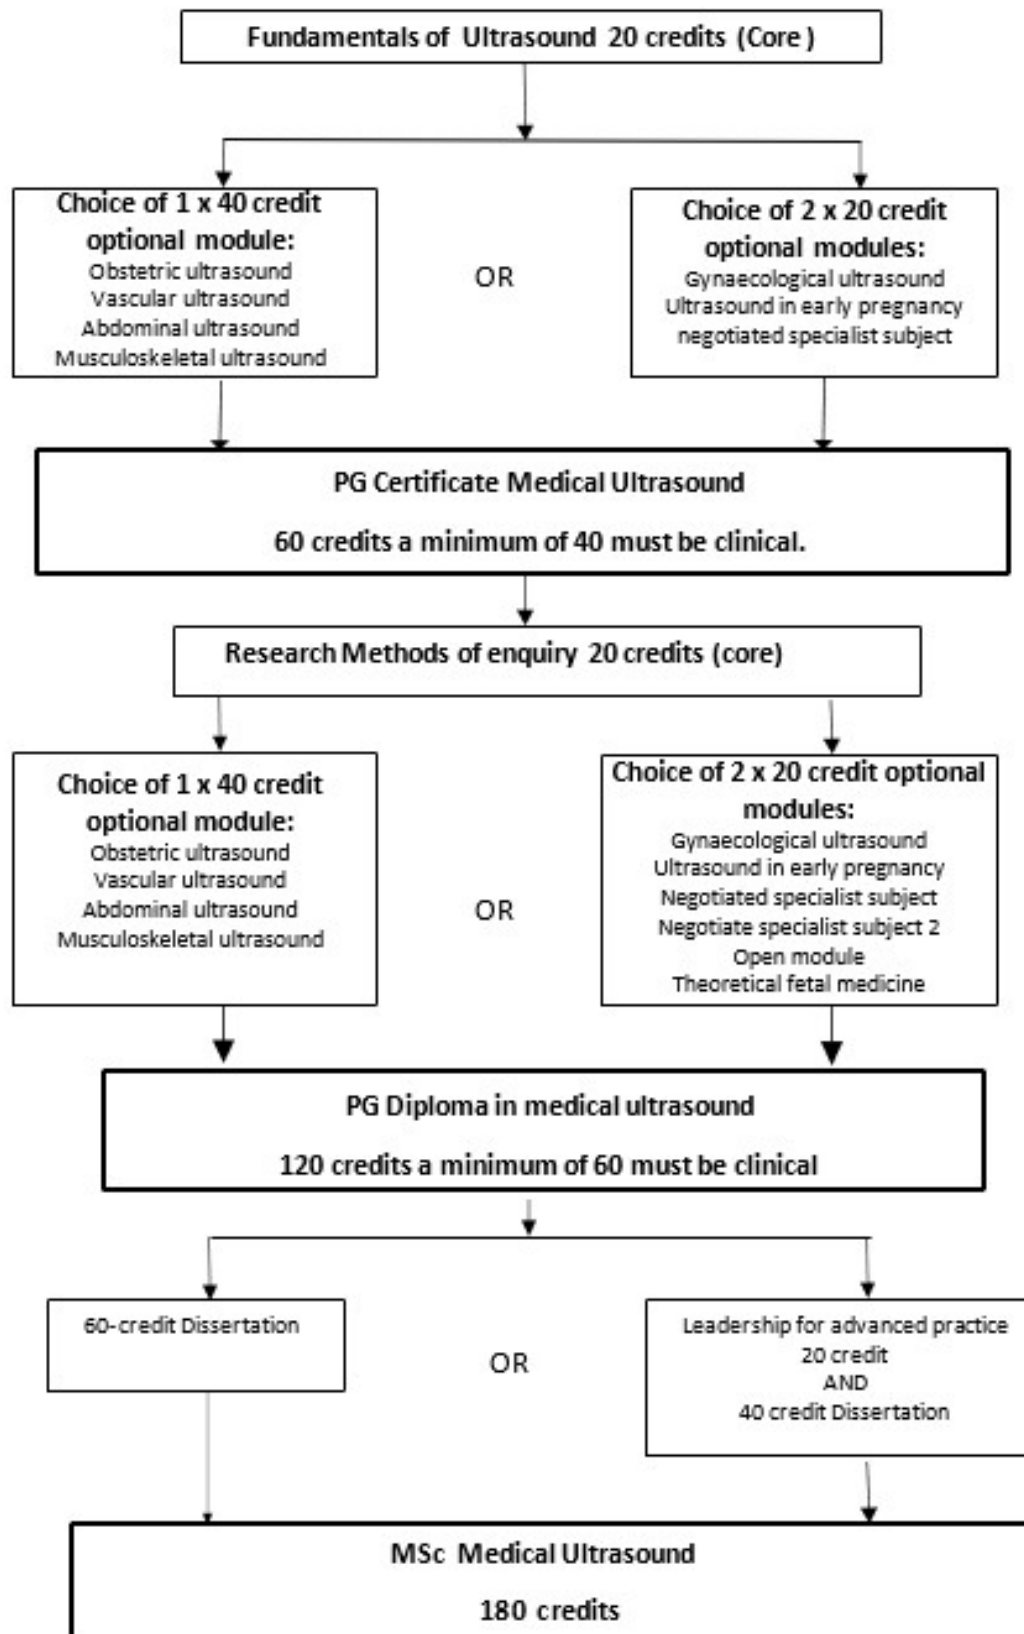 Fundamentals of Ultrasound 20 credits (Core )
Choice of 1 x 40 credit
optional module:
Obstetric ultrasound
Vascular ultrasound
Abdominal ultrasound
Musculoskeletal ultrasound
OR
Choice of 2 x 20 credit
optional modules:
Gynaecological ultrasound
Ultrasound in early pregnancy
negotiated specialist subject
PG Certificate Medical Ultrasound
60 credits a minimum of 40 must be clinical.
Research Methods of enquiry 20 credits (core)
Choice of 1 x 40 credit
optional module:
Obstetric ultrasound
Vascular ultrasound
Abdominal ultrasound
Musculoskeletal ultrasound
OR
Choice of 2 x 20 credit optional
modules:
Gynaecological ultrasound
Ultrasound in early pregnancy
Negotiated specialist subject
Negotiate specialist subject 2
Open module
Theoretical fetal medicine
PG Diploma in medical ultrasound
120 credits a minimum of 60 must be clinical
60-credit Dissertation
OR
Leadership for advanced practice
20 credit
AND
40 credit Dissertation
MSc Medical Ultrasound
180 credits